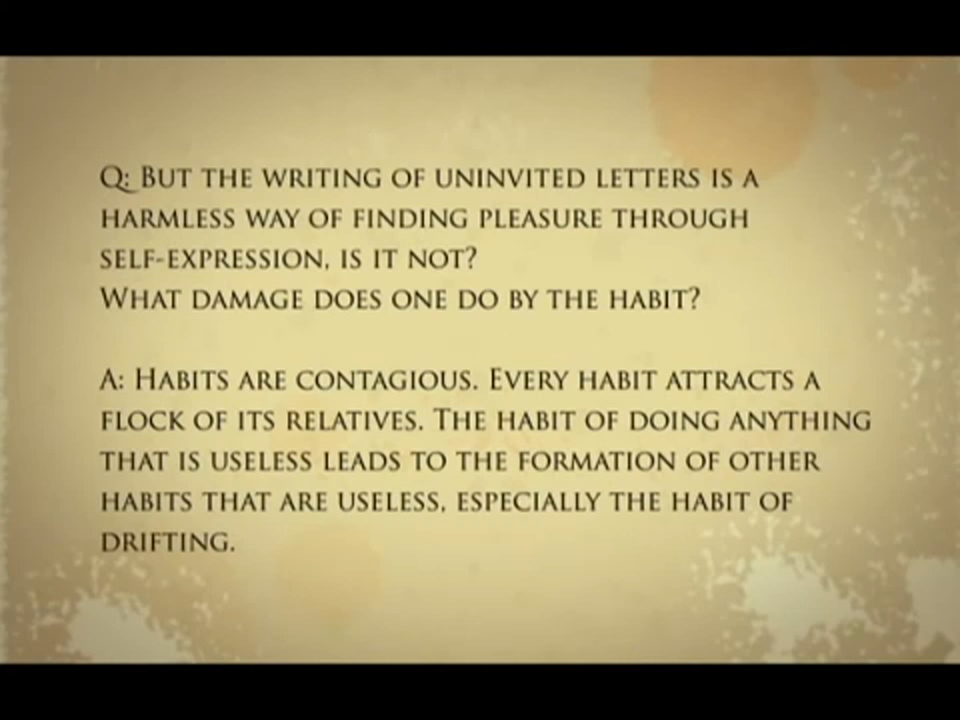 Q: BUT THE WRITING OF UNINVITED LETTERS IS A
HARMLESS WAY OF FINDING PLEASURE THROUGH
SELF-EXPRESSION, IS IT NOT?
WHAT DAMAGE DOES ONE DO BY THE HABIT?
A: HABITS ARE CONTAGIOUS. EVERY HABIT ATTRACTS A
FLOCK OF ITS RELATIVES. THE HABIT OF DOING ANYTHING
THAT IS USELESS LEADS TO THE FORMATION OF OTHER
HABITS THAT ARE USELESS, ESPECIALLY THE HABIT OF
DRIFTING.